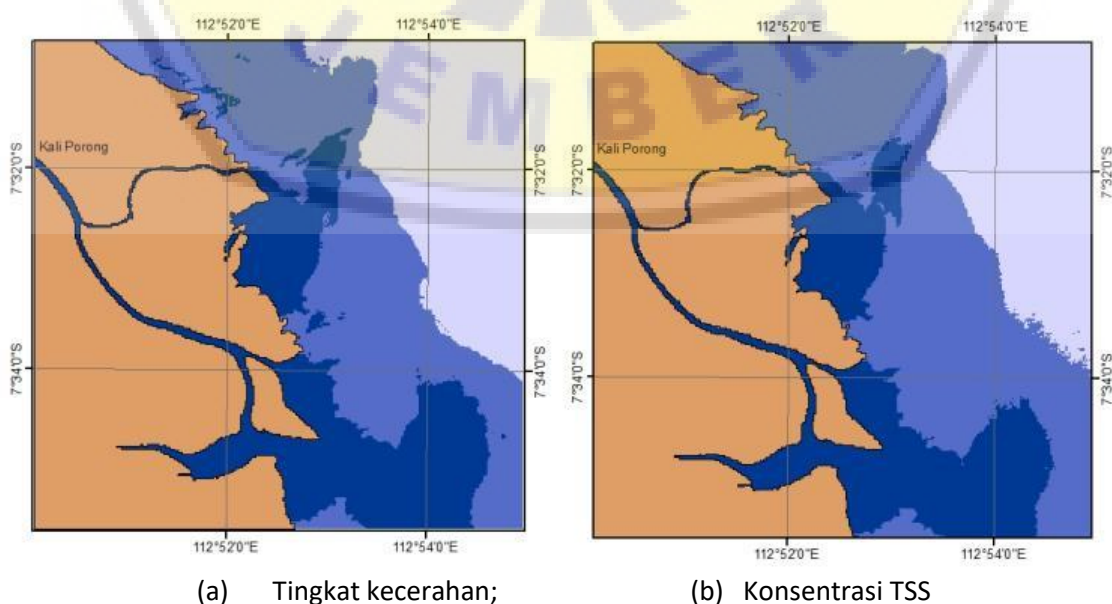 112°52'0"E 112°54'0"E 112°52'0"E 112°54'0"E
EMBER
Kali Porong Kali Porong
7°32'0"S 7°32'0"S 7°32'0"S 7°32'0"S
7°34'0"S 7°34'0"S 7°34'0"S 7°34'0"S
112°52'0"E 112°54'0"E 112°52'0"E 112°54'0"E
(a) Tingkat kecerahan; (b) Konsentrasi TSS